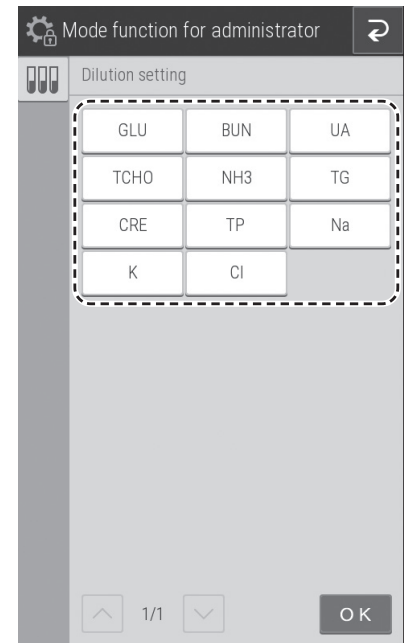 Mode function for administrator
Dilution setting
GLU BUN UA
TCHO NH3 TG
CRE TP Na
K Cl
1/1 OK